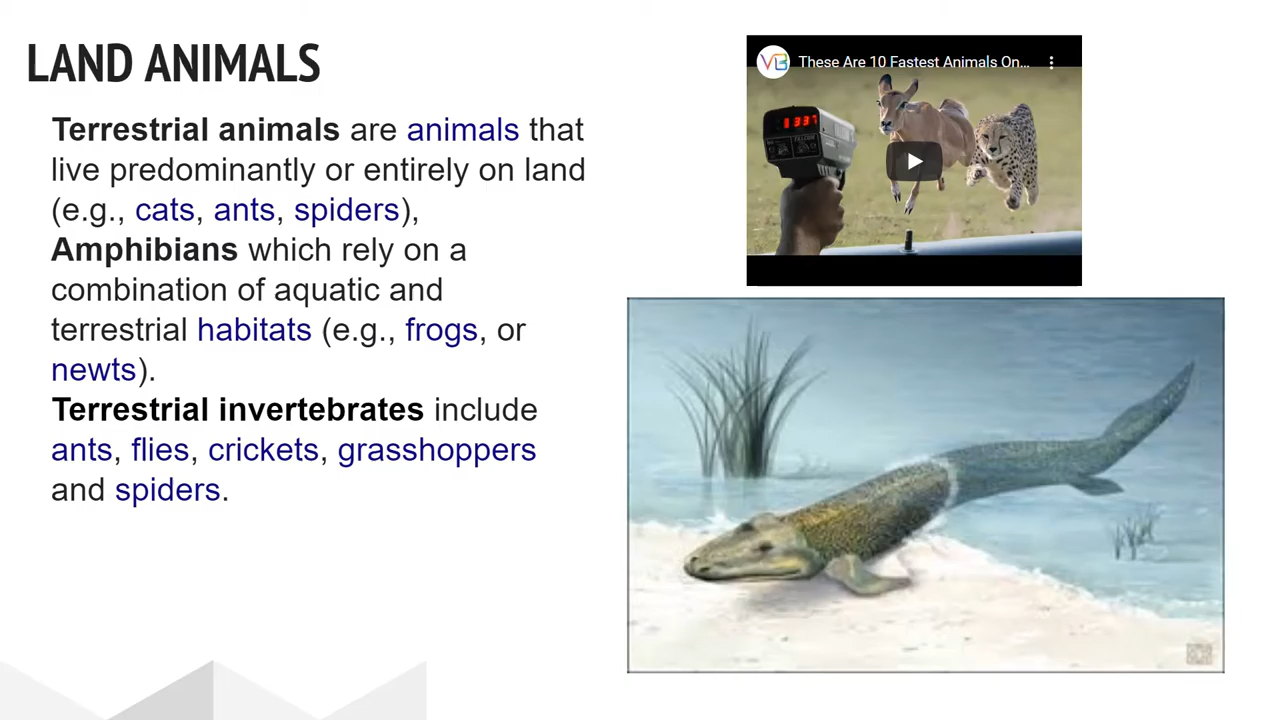 LAND ANIMALS
Terrestrial animals are animals that
live predominantly or entirely on land
(e.g., cats, ants, spiders),
Amphibians which rely on a
combination of aquatic and
terrestrial habitats (e.g., frogs, or
newts).
Terrestrial invertebrates include
ants, flies, crickets, grasshoppers
and spiders.
VB These Are 10 Fastest Animals On...
1337